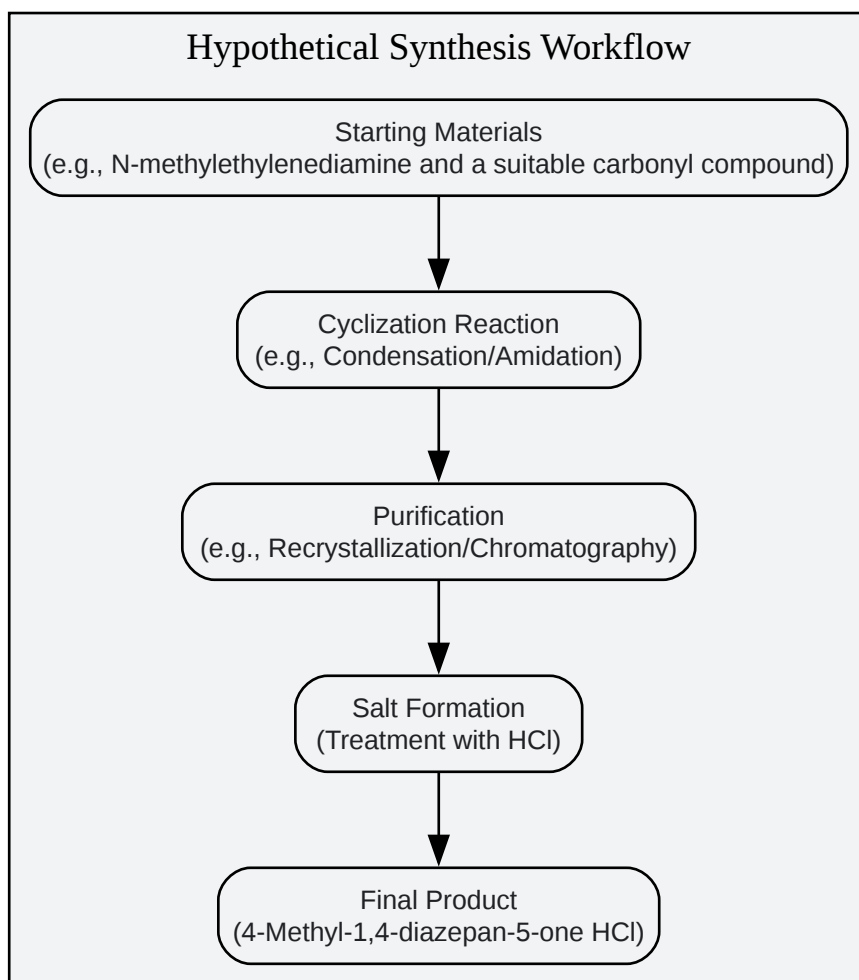 Hypothetical Synthesis Workflow
Starting Materials
(e.g., N-methylethylenediamine and a suitable carbonyl compound)
Cyclization Reaction
(e.g., Condensation/Amidation)
Purification
(e.g., Recrystallization/Chromatography)
Salt Formation
(Treatment with HCl)
Final Product
(4-Methyl-1,4-diazepan-5-one HCl)